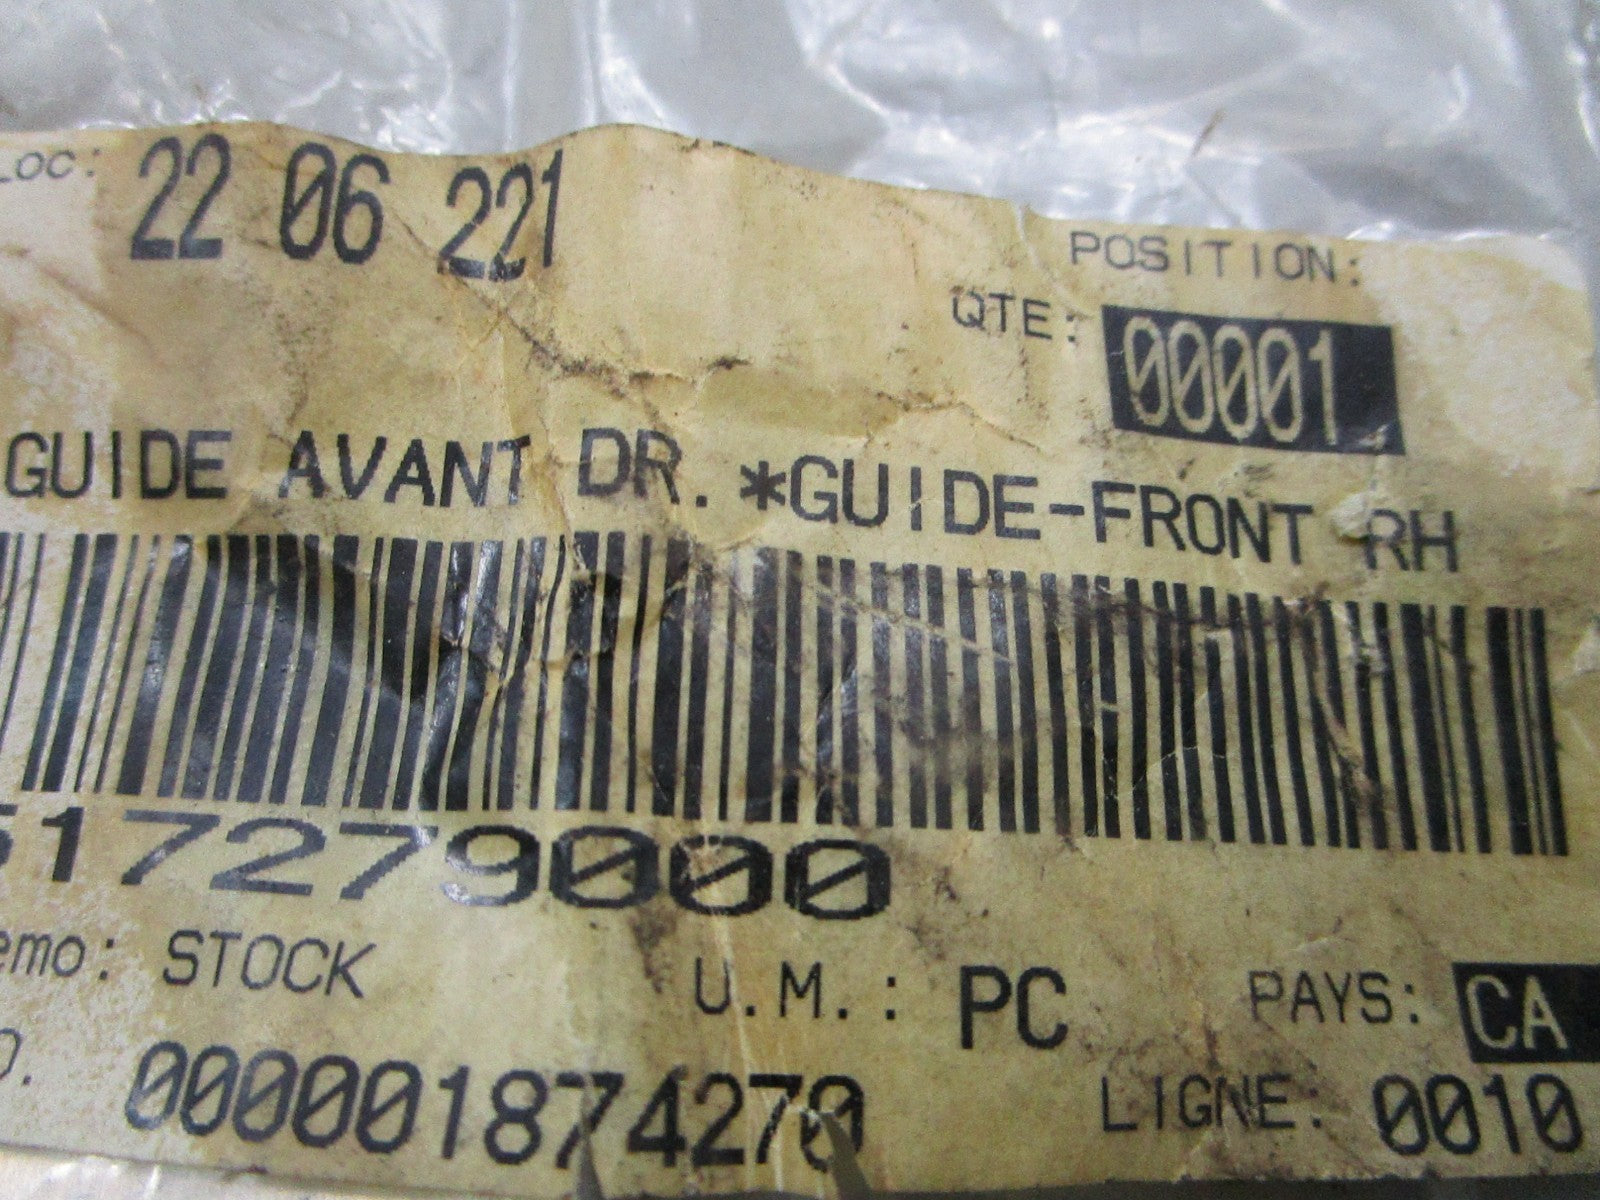 LOC: 22 06 221
POSITION:
QTE: 00001
GUIDE AVANT DR. *GUIDE-FRONT RH
517279000
emo: STOCK U.M.: PC PAYS: CA
O. 000001874270 LIGNE: 0010